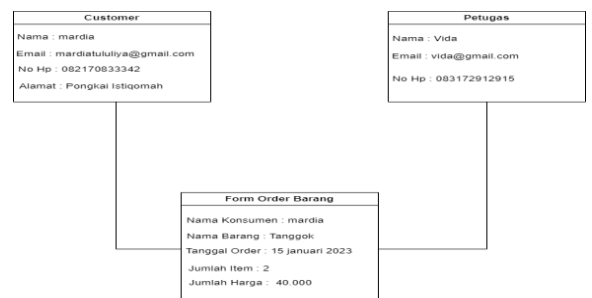 Customer
Nama : mardia
Email : mardiatululiya@gmail.com
No Hp : 082170833342
Alamat : Pongkai Istiqomah
Petugas
Nama : Vida
Email : vida@gmail.com
No Hp : 083172912915
Form Order Barang
Nama Konsumen : mardia
Nama Barang : Tanggok
Tanggal Order : 15 januari 2023
Jumlah Item : 2
Jumlah Harga : 40.000